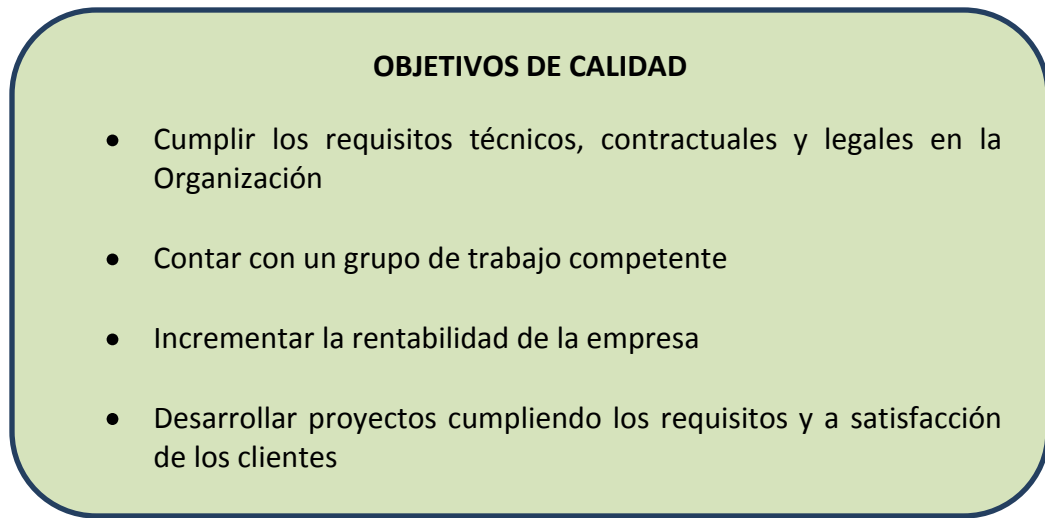 OBJETIVOS DE CALIDAD
• Cumplir los requisitos técnicos, contractuales y legales en la
Organización
• Contar con un grupo de trabajo competente
• Incrementar la rentabilidad de la empresa
• Desarrollar proyectos cumpliendo los requisitos y a satisfacción
de los clientes